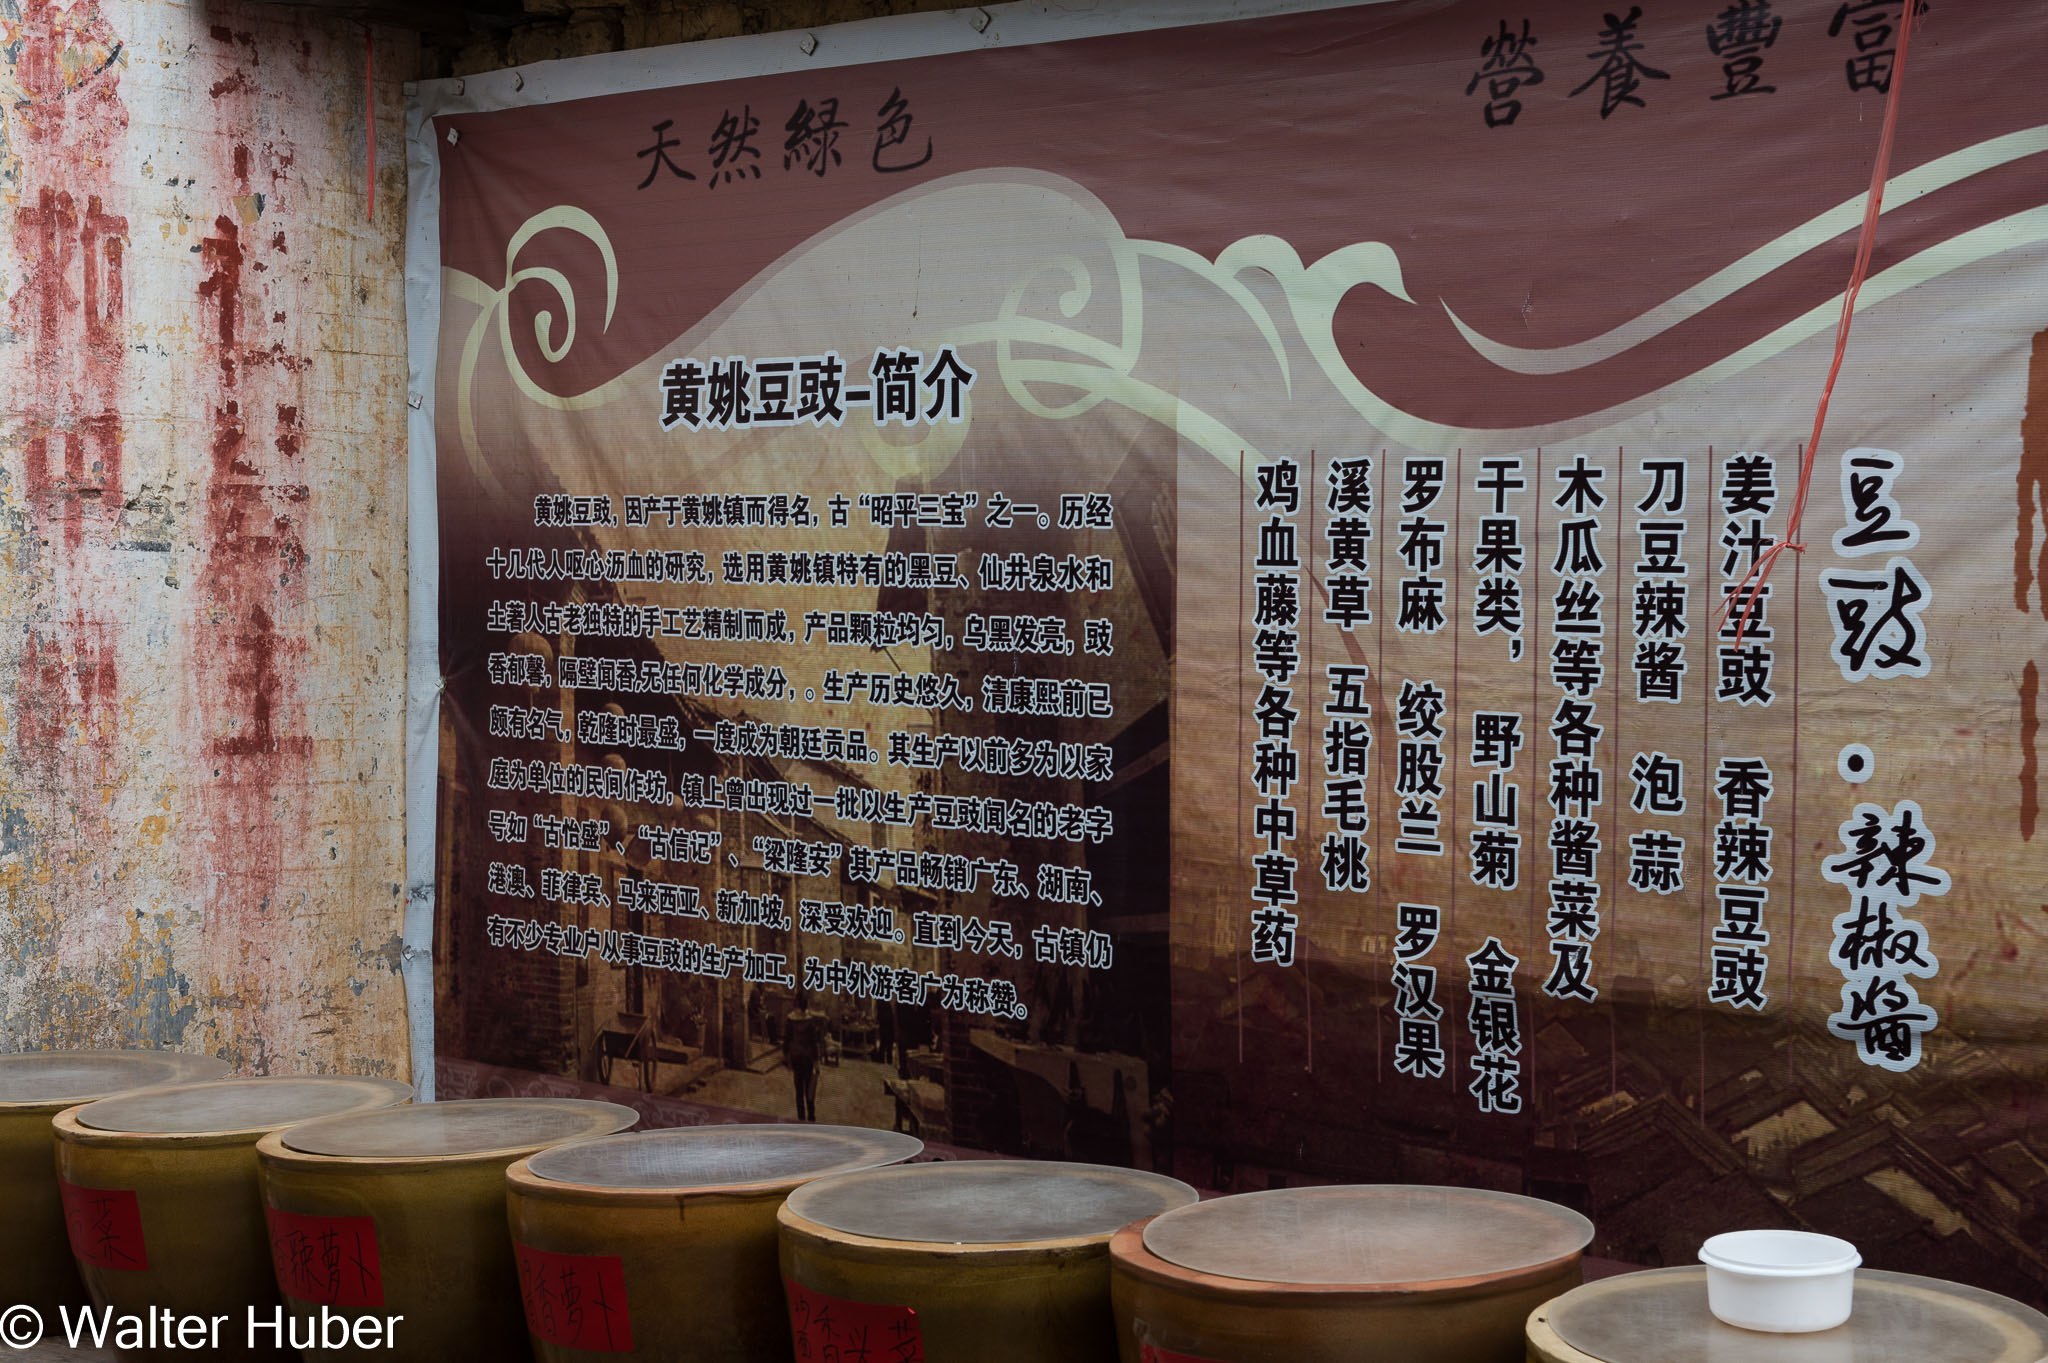 天然綠色
營養豐富
黄姚豆豉-简介
黄姚豆豉,因产于黄姚镇而得名,古“昭平三宝”之一。历经
十几代人呕心沥血的研究,选用黄姚镇特有的黑豆、仙井泉水和
土著人古老独特的手工艺精制而成,产品颗粒均匀,乌黑发亮,豉
香郁馨,隔壁闻香,无任何化学成分,。生产历史悠久,清康熙前已
颇有名气,乾隆时最盛,一度成为朝廷贡品。其生产以前多为以家
庭为单位的民间作坊,镇上曾出现过一批以生产豆豉闻名的老字
号如“古怡盛”、“古信记”、“梁隆安”其产品畅销广东、湖南、
港澳、菲律宾、马来西亚、新加坡,深受欢迎。直到今天,古镇仍
有不少专业户从事豆豉的生产加工,为中外游客广为称赞。
豆豉·辣椒醬
姜汁豆豉 香辣豆豉
刀豆辣酱 泡蒜
木瓜丝等各种酱菜及
干果类,野山菊 金银花
罗布麻 绞股兰 罗汉果
溪黄草 五指毛桃
鸡血藤等各种中草药
辣萝卜
香萝卜
© Walter Huber